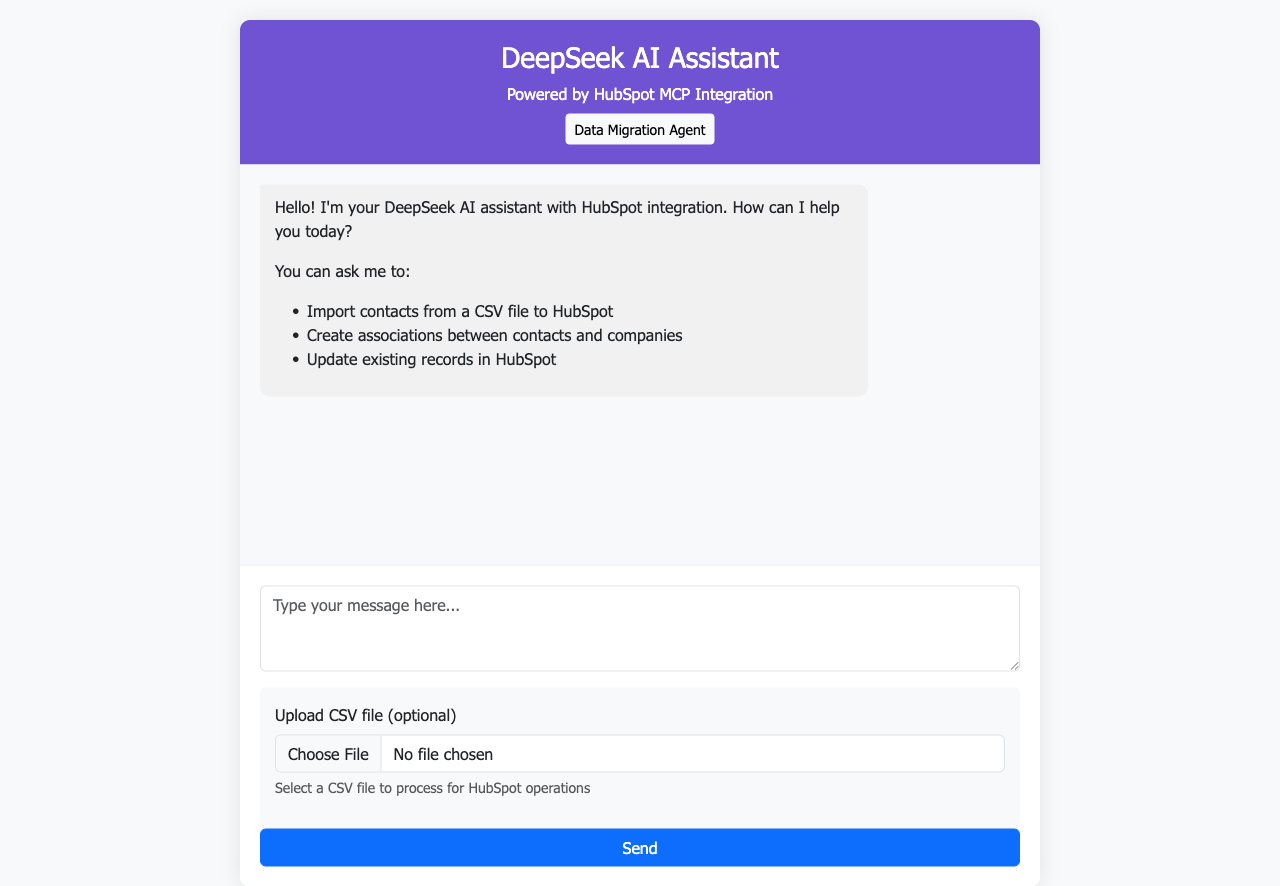 DeepSeek AI Assistant
Powered by HubSpot MCP Integration
Data Migration Agent
Hello! I'm your DeepSeek AI assistant with HubSpot integration. How can I help
you today?
You can ask me to:
• Import contacts from a CSV file to HubSpot
• Create associations between contacts and companies
• Update existing records in HubSpot
Type your message here...
Upload CSV file (optional)
Choose File No file chosen
Select a CSV file to process for HubSpot operations
Send